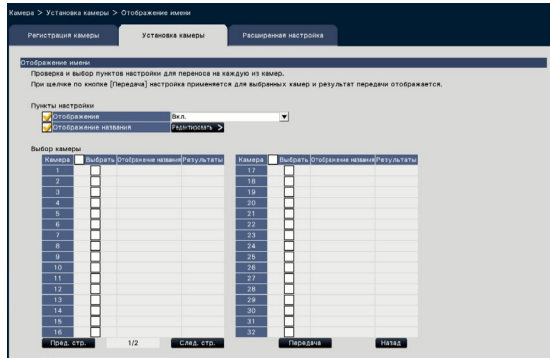 Камера > Установка камеры > Отображение имени
Регистрация камеры Установка камеры Расширенная настройка
Отображение имени
Проверка и выбор пунктов настройки для переноса на каждую из камер.
При щелчке по кнопке [Передача] настройка применяется для выбранных камер и результат передачи отображается.
Пункты настройки
Отображение Вкл.
Отображение названия Редактировать >
Выбор камеры
Камера Выбрать Отображение названия Результаты Камера Выбрать Отображение названия Результаты
1 17
2 18
3 19
4 20
5 21
6 22
7 23
8 24
9 25
10 26
11 27
12 28
13 29
14 30
15 31
16 32
Пред. стр. 1/2 След. стр. Передача Назад